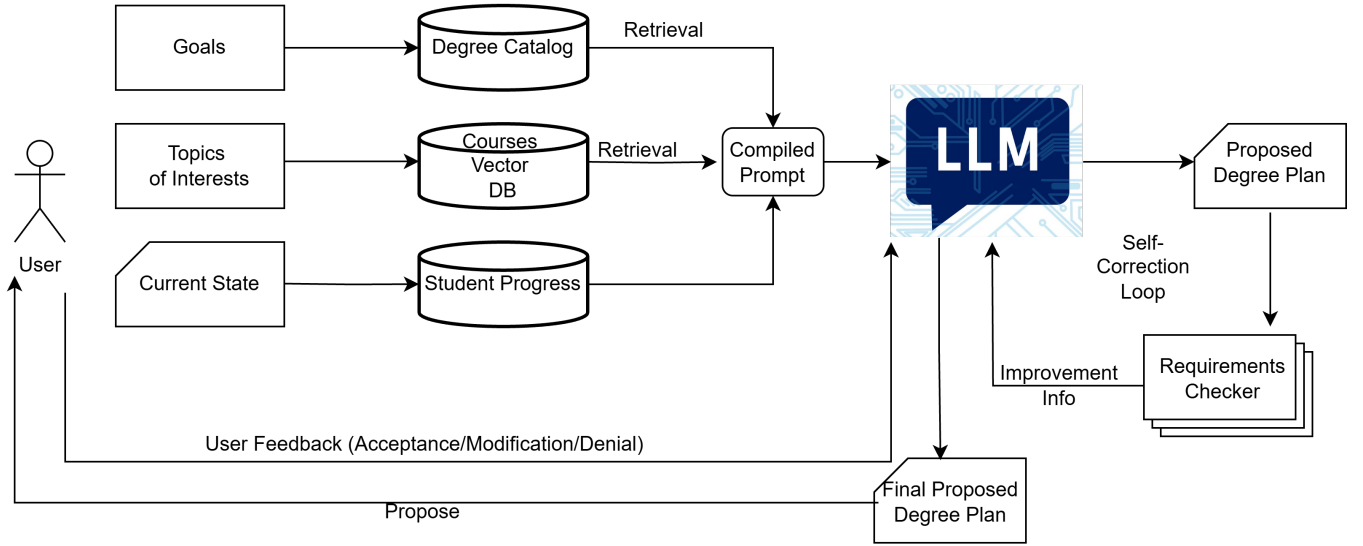 Goals
Degree Catalog
Retrieval
Topics
of Interests
Courses
Vector
DB
Retrieval
Compiled
Prompt
LLM
Proposed
Degree Plan
User
Current State
Student Progress
Self-
Correction
Loop
Requirements
Checker
Improvement
Info
User Feedback (Acceptance/Modification/Denial)
Final Proposed
Degree Plan
Propose